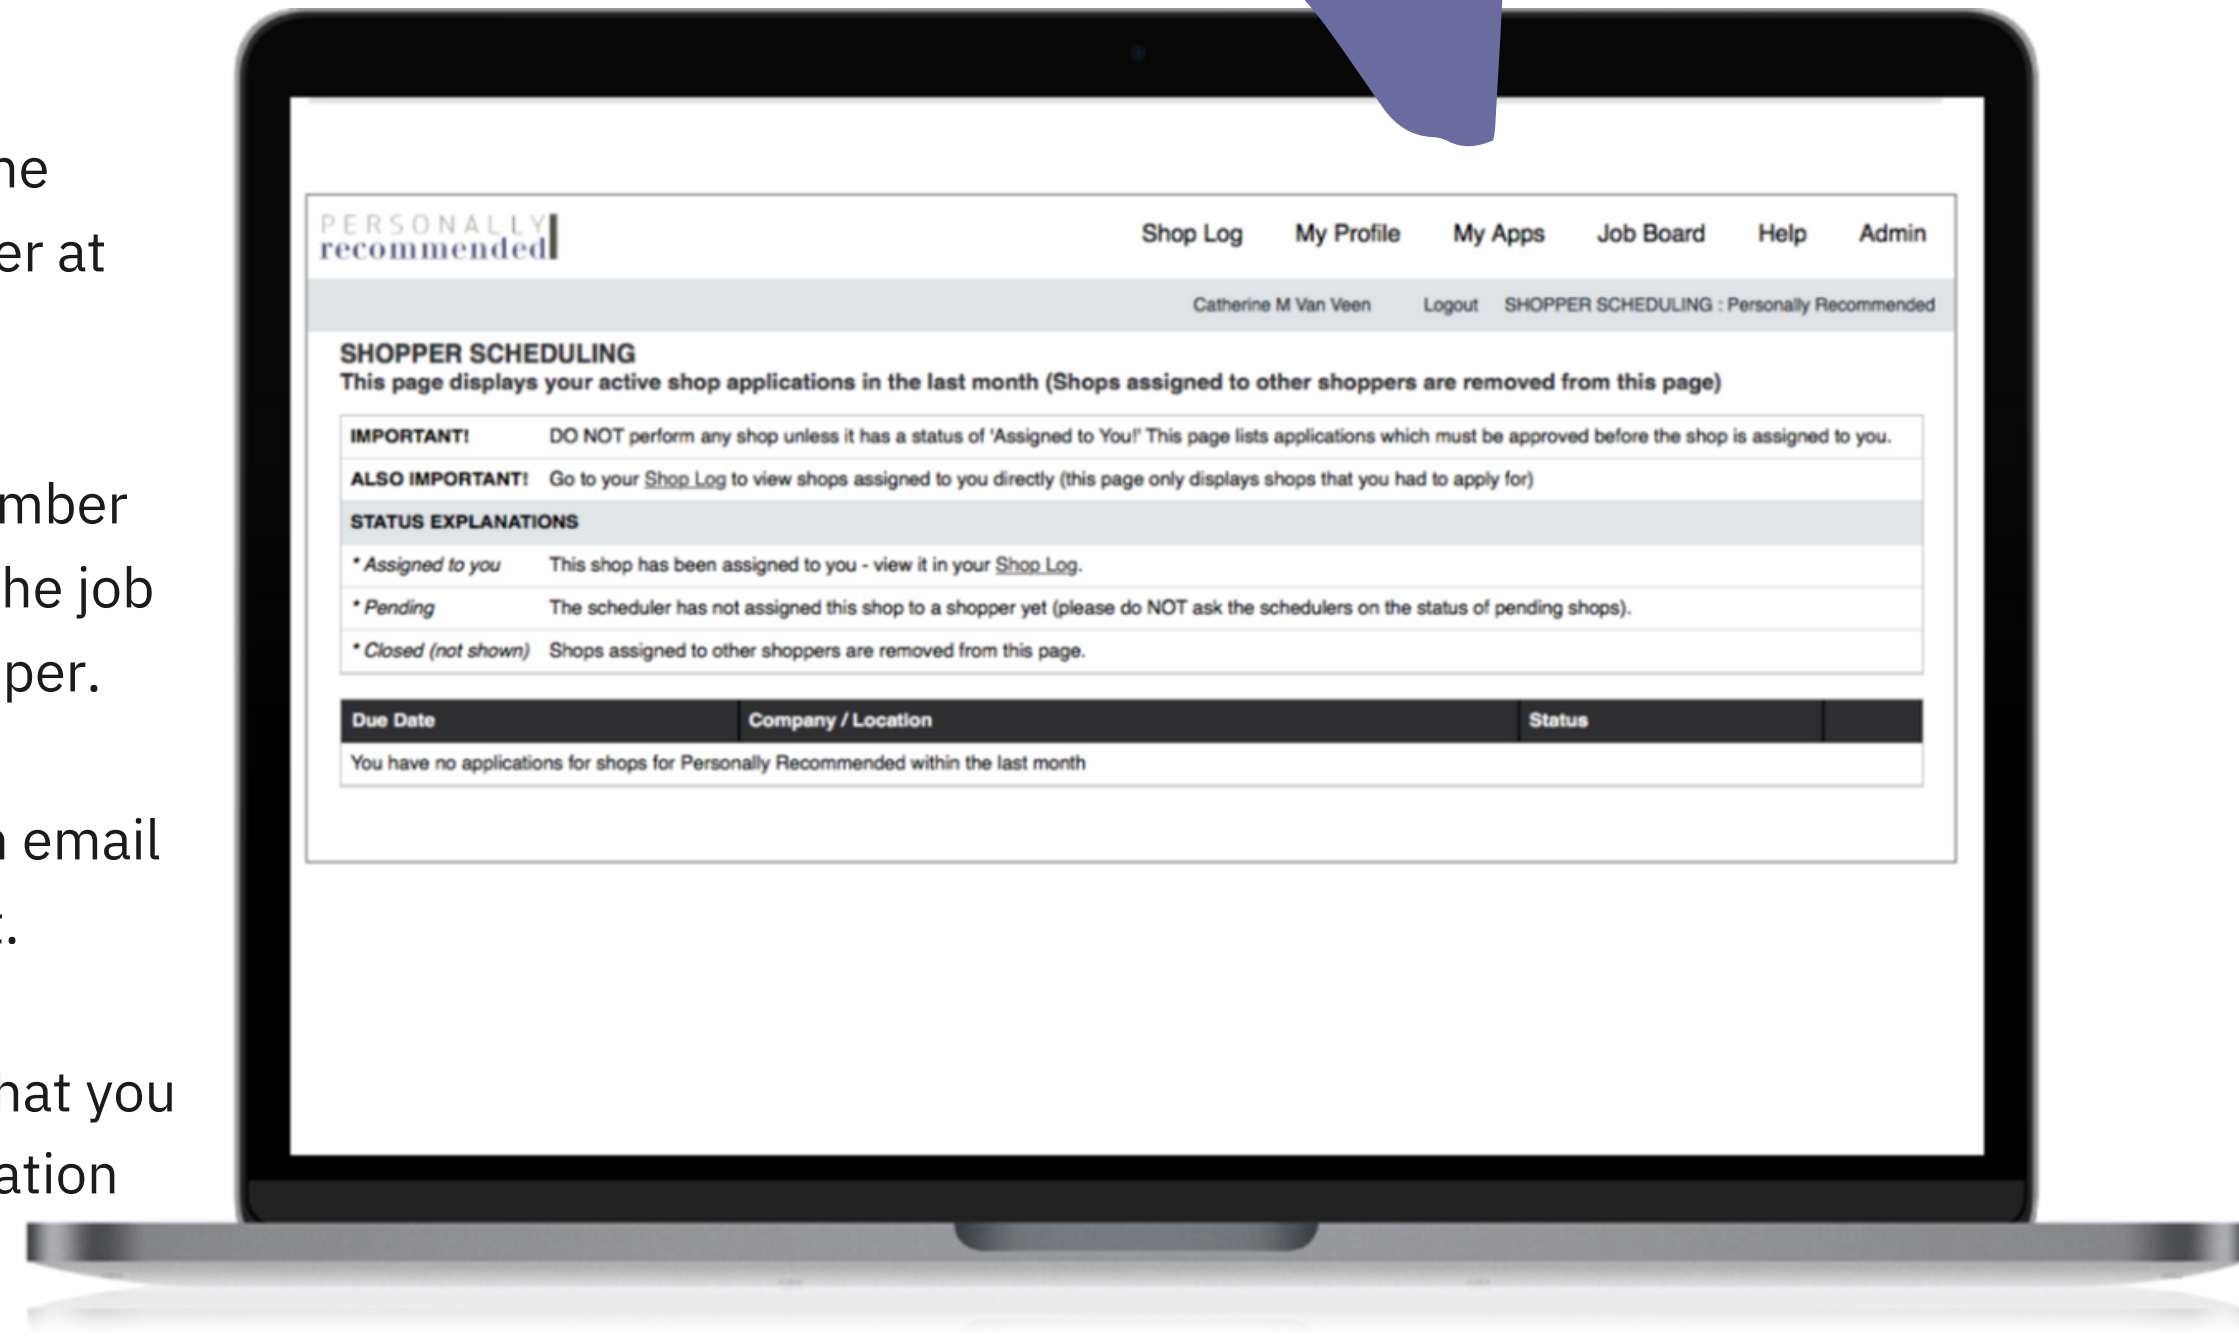 he
er at
mber
he job
per.
email
hat you
ation
PERSONALLY
recommended
Shop Log My Profile My Apps Job Board Help Admin
Catherine M Van Veen Logout SHOPPER SCHEDULING : Personally Recommended
SHOPPER SCHEDULING
This page displays your active shop applications in the last month (Shops assigned to other shoppers are removed from this page)
IMPORTANT! DO NOT perform any shop unless it has a status of 'Assigned to You!' This page lists applications which must be approved before the shop is assigned to you.
ALSO IMPORTANT! Go to your Shop Log to view shops assigned to you directly (this page only displays shops that you had to apply for)
STATUS EXPLANATIONS
* Assigned to you This shop has been assigned to you - view it in your Shop Log.
* Pending The scheduler has not assigned this shop to a shopper yet (please do NOT ask the schedulers on the status of pending shops).
* Closed (not shown) Shops assigned to other shoppers are removed from this page.
Due Date Company / Location Status
You have no applications for shops for Personally Recommended within the last month